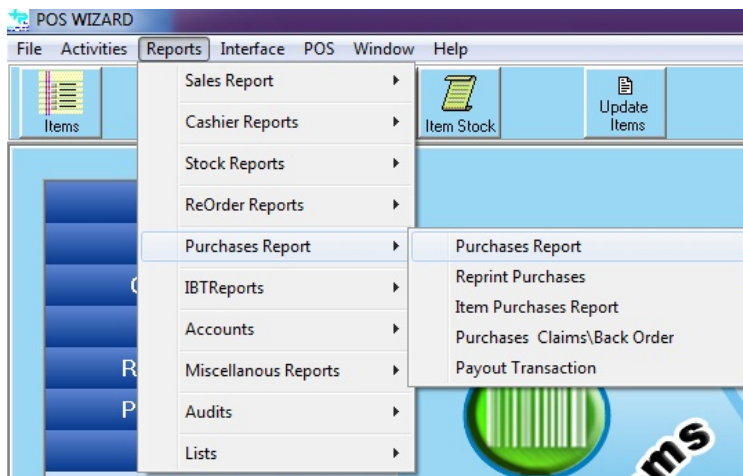 POS WIZARD
File Activities Reports Interface POS Window Help
Items
Item Stock
Update
Items
Sales Report
Cashier Reports
Stock Reports
ReOrder Reports
Purchases Report
IBTReports
Accounts
Miscellanous Reports
Audits
Lists
Purchases Report
Reprint Purchases
Item Purchases Report
Purchases Claims\Back Order
Payout Transaction
R
P